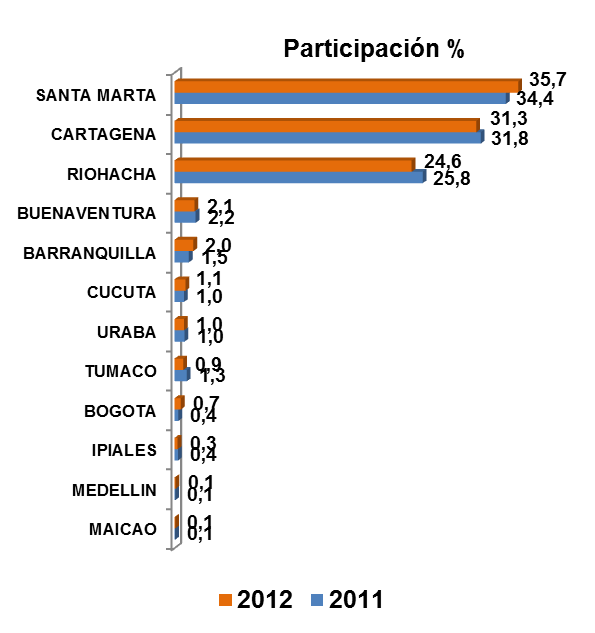 Participación %
SANTA MARTA 35,7
34,4
CARTAGENA 31,3
31,8
RIOHACHA 24,6
25,8
BUENAVENTURA 2,1
2,2
BARRANQUILLA 2,0
1,5
CUCUTA 1,1
1,0
URABA 1,0
1,0
TUMACO 0,9
1,3
BOGOTA 0,7
0,4
IPIALES 0,3
0,4
MEDELLIN 0,1
0,1
MAICAO 0,1
0,1
2012 2011